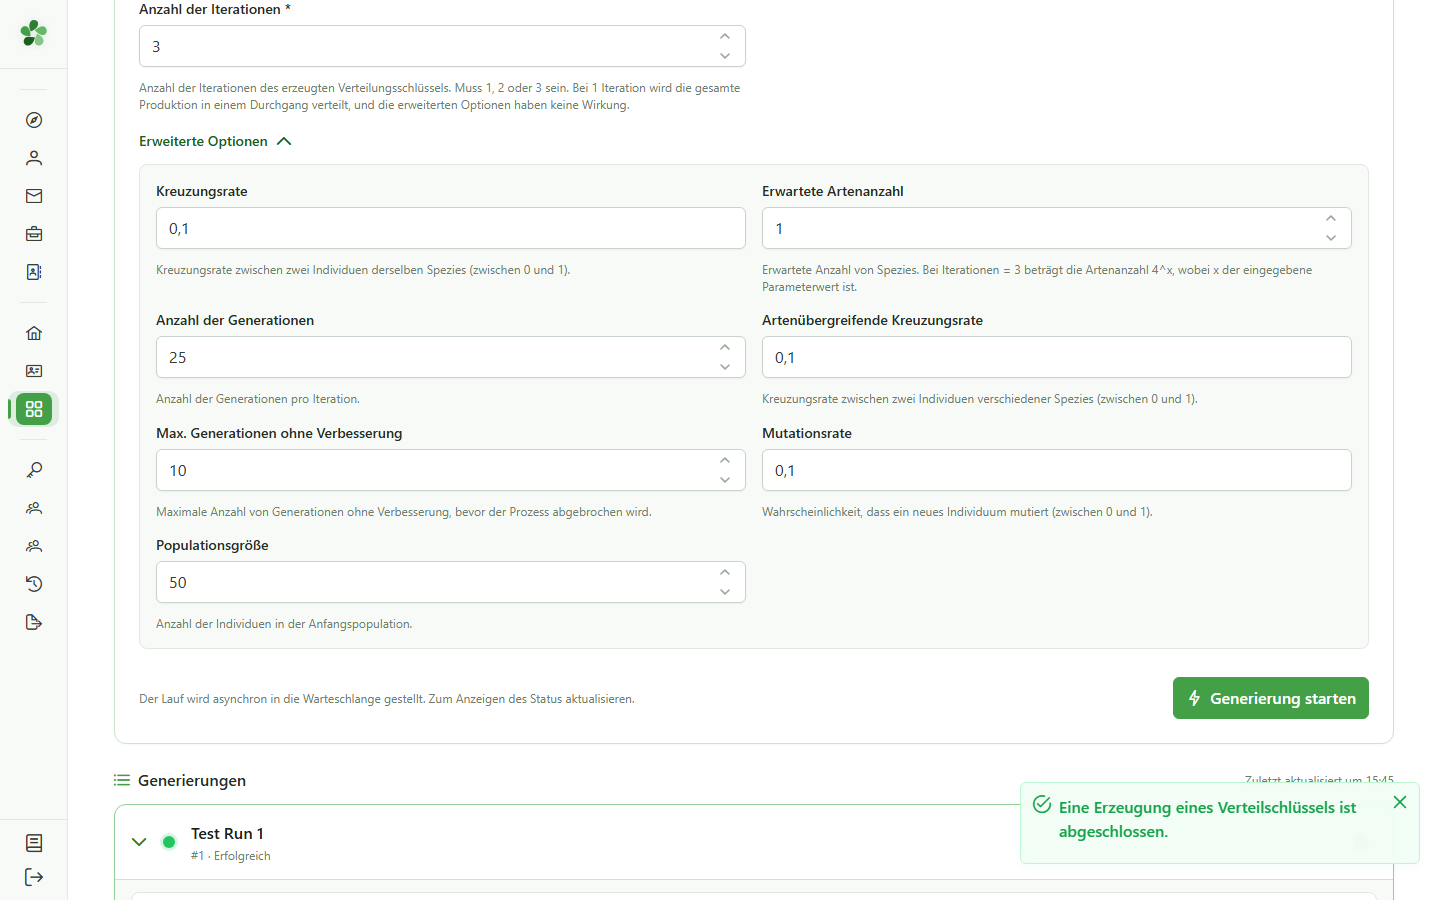 Anzahl der Iterationen *
3
Anzahl der Iterationen des erzeugten Verteilungsschlüssels. Muss 1, 2 oder 3 sein. Bei 1 Iteration wird die gesamte
Produktion in einem Durchgang verteilt, und die erweiterten Optionen haben keine Wirkung.
Erweiterte Optionen
Kreuzungsrate
0,1
Kreuzungsrate zwischen zwei Individuen derselben Spezies (zwischen 0 und 1).
Erwartete Artenanzahl
1
Erwartete Anzahl von Spezies. Bei Iterationen = 3 beträgt die Artenanzahl 4^x, wobei x der eingegebene
Parameterwert ist.
Anzahl der Generationen
25
Anzahl der Generationen pro Iteration.
Artenübergreifende Kreuzungsrate
0,1
Kreuzungsrate zwischen zwei Individuen verschiedener Spezies (zwischen 0 und 1).
Max. Generationen ohne Verbesserung
10
Maximale Anzahl von Generationen ohne Verbesserung, bevor der Prozess abgebrochen wird.
Mutationsrate
0,1
Wahrscheinlichkeit, dass ein neues Individuum mutiert (zwischen 0 und 1).
Populationsgröße
50
Anzahl der Individuen in der Anfangspopulation.
Der Lauf wird asynchron in die Warteschlange gestellt. Zum Anzeigen des Status aktualisieren.
Generierung starten
Generierungen
Zuletzt aktualisiert um 15:45
Test Run 1
#1 · Erfolgreich
Eine Erzeugung eines Verteilschlüssels ist
abgeschlossen.